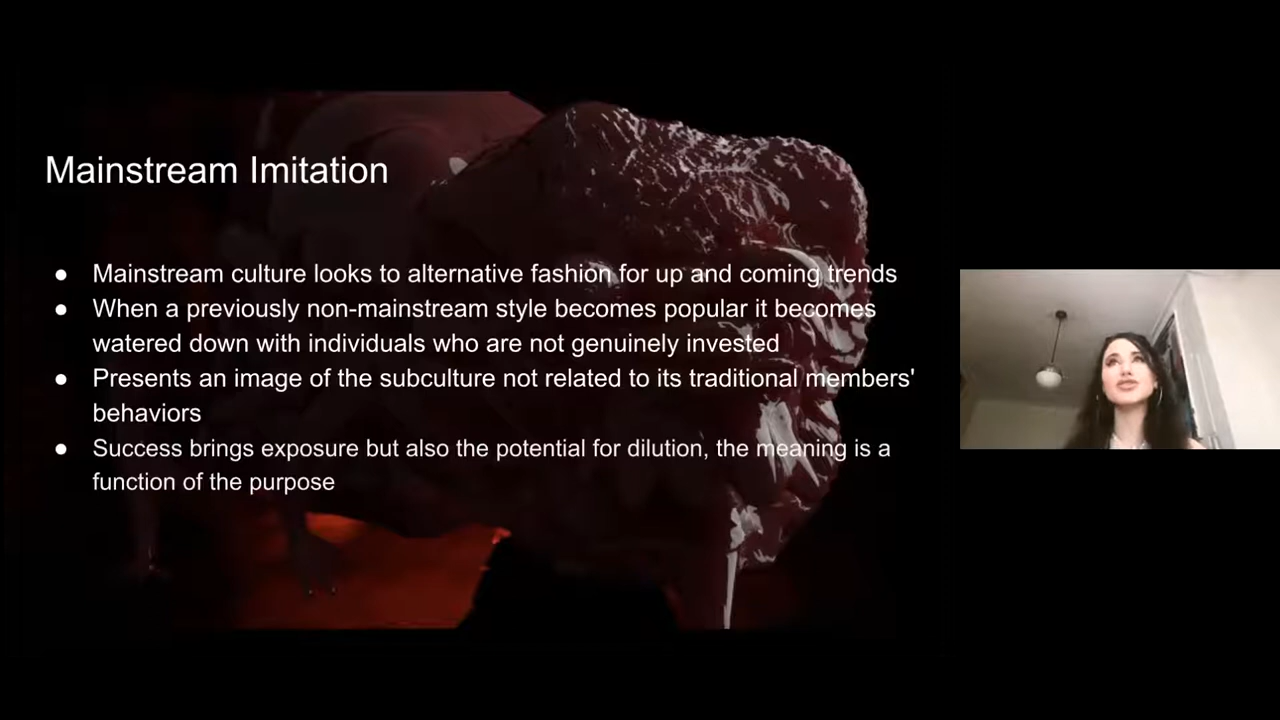 Mainstream Imitation
● Mainstream culture looks to alternative fashion for up and coming trends
● When a previously non-mainstream style becomes popular it becomes
watered down with individuals who are not genuinely invested
● Presents an image of the subculture not related to its traditional members'
behaviors
● Success brings exposure but also the potential for dilution, the meaning is a
function of the purpose